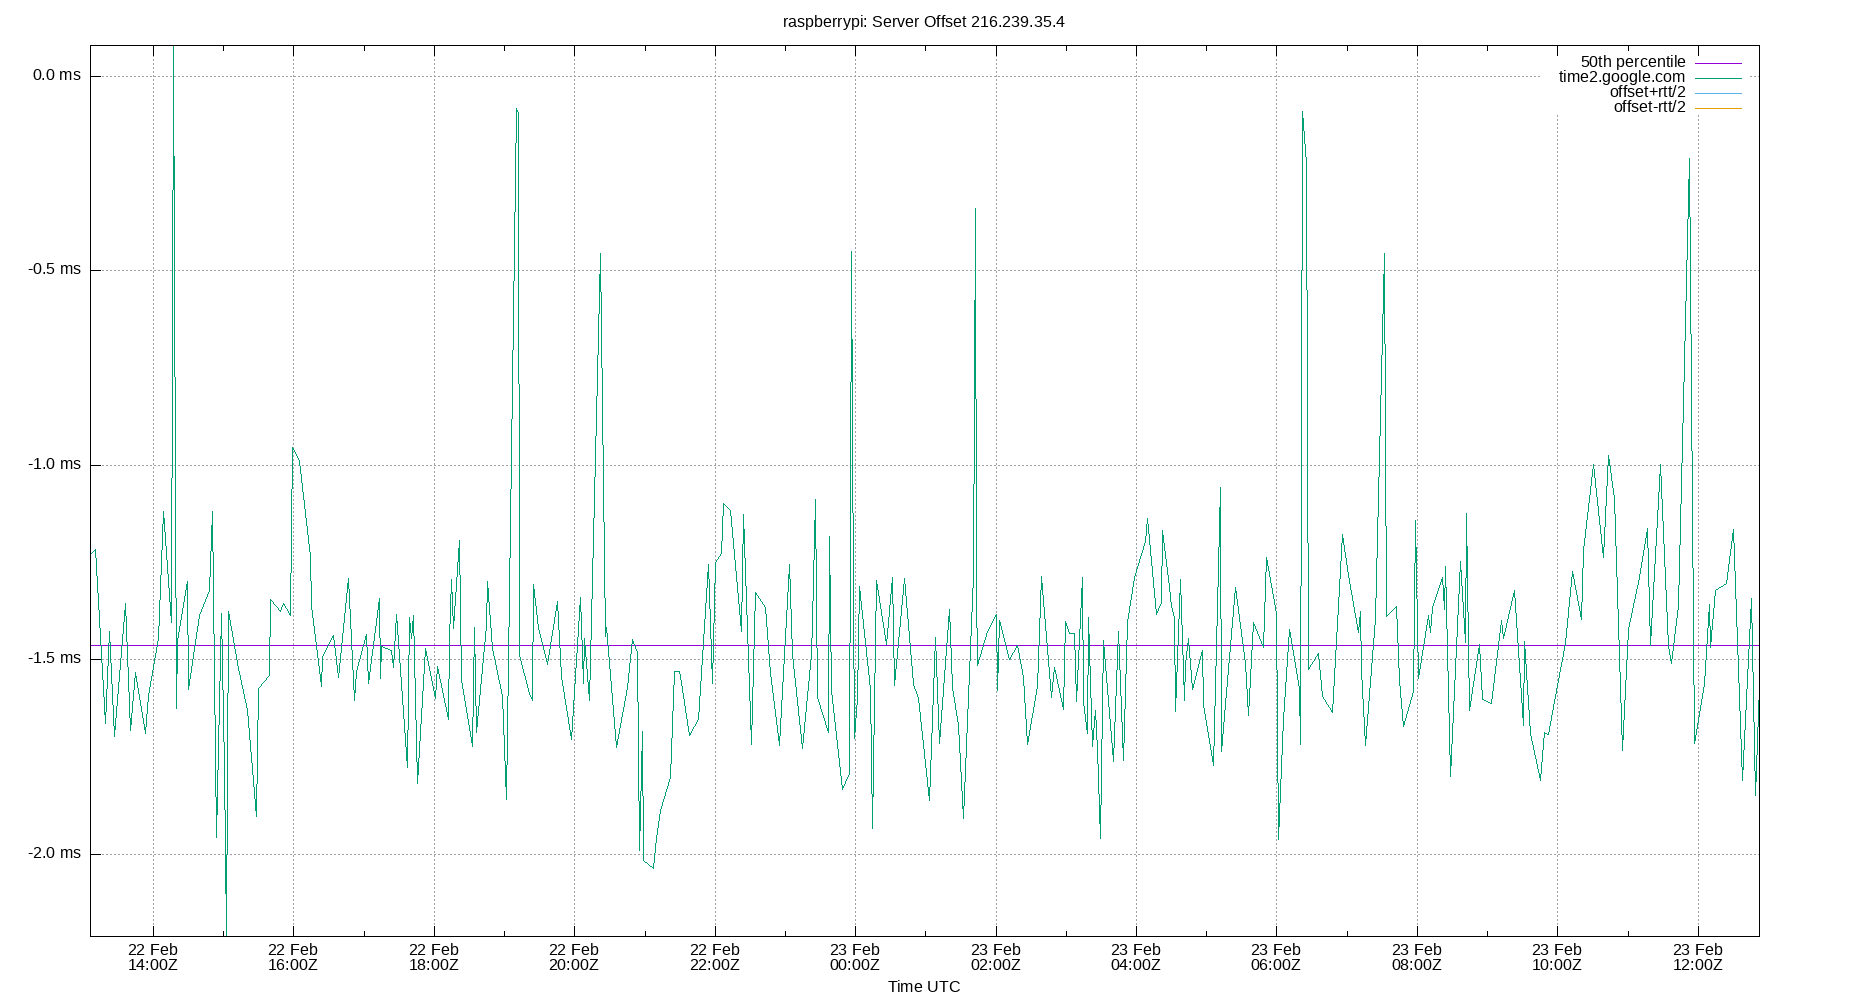 raspberrypi: Server Offset 216.239.35.4
50th percentile
time2.google.com
offset+rtt/2
offset-rtt/2
0.0 ms
-0.5 ms
-1.0 ms
-1.5 ms
-2.0 ms
22 Feb 22 Feb 22 Feb 22 Feb 22 Feb 23 Feb 23 Feb 23 Feb 23 Feb 23 Feb 23 Feb 23 Feb
14:00Z 16:00Z 18:00Z 20:00Z 22:00Z 00:00Z 02:00Z 04:00Z 06:00Z 08:00Z 10:00Z 12:00Z
Time UTC